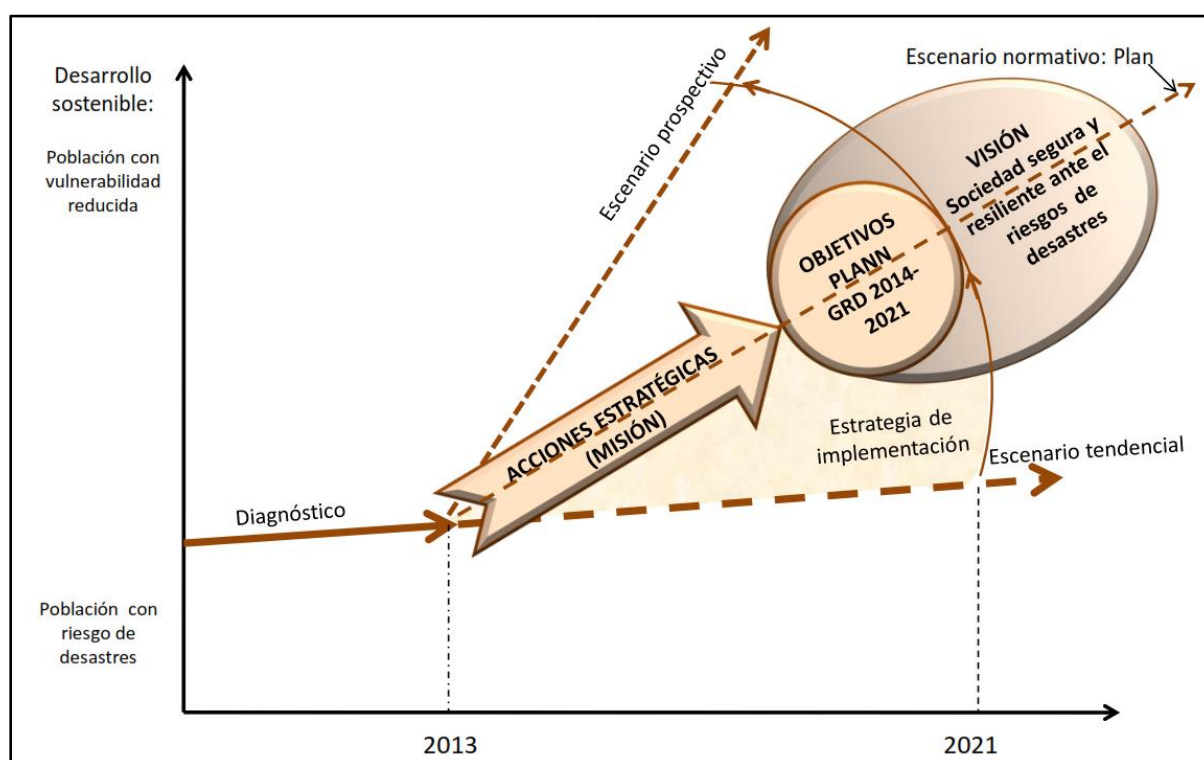 Desarrollo
sostenible:
Población con
vulnerabilidad
reducida
Escenario prospectivo
Escenario normativo: Plan
VISIÓN
Sociedad segura y
resiliente ante el
riesgos de
desastres
OBJETIVOS
PLANN
GRD 2014-
2021
ACCIONES ESTRATÉGICAS
(MISIÓN)
Estrategia de
implementación
Escenario tendencial
Diagnóstico
Población con
riesgo de
desastres
2013
2021